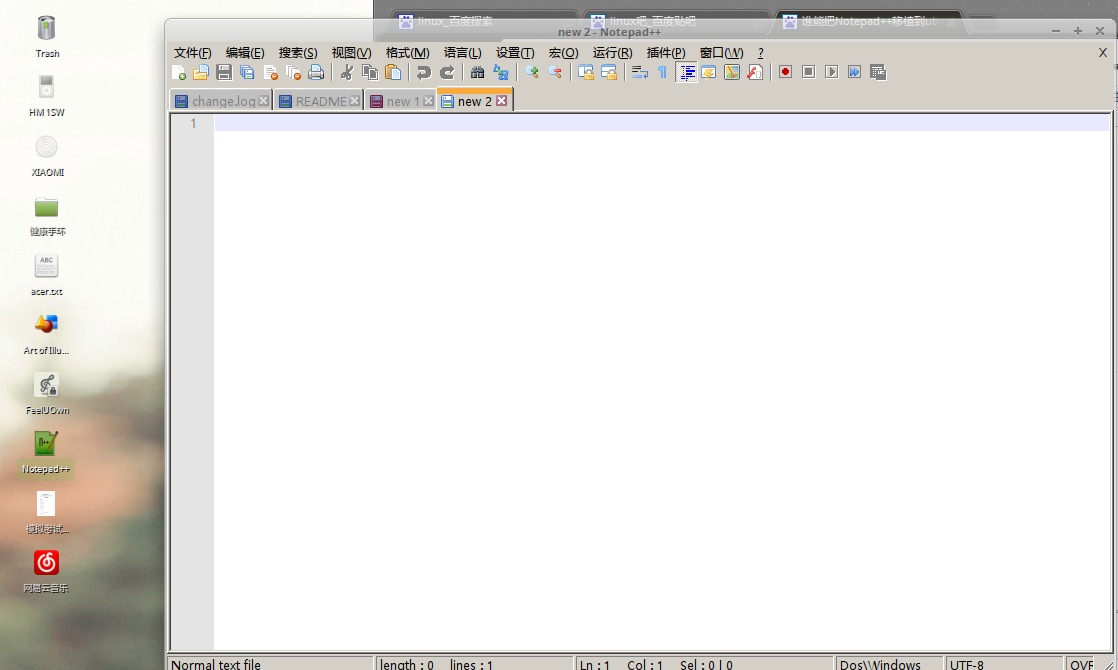 linux_百度搜索
linux吧_百度贴吧
谁能把Notepad++移植到u
new 2 - Notepad++
文件(F) 编辑(E) 搜索(S) 视图(V) 格式(M) 语言(L) 设置(T) 宏(O) 运行(R) 插件(P) 窗口(W) ? X
change.log README new 1 new 2
1
Trash
HM 1SW
XIAOMI
健康手环
ABC
acer.txt
Art of Illu...
FeelUOwn
N++
Notepad++
模拟考试...
网易云音乐
Normal text file length : 0 lines : 1 Ln : 1 Col : 1 Sel : 0 | 0 Dos\Windows UTF-8 OVR